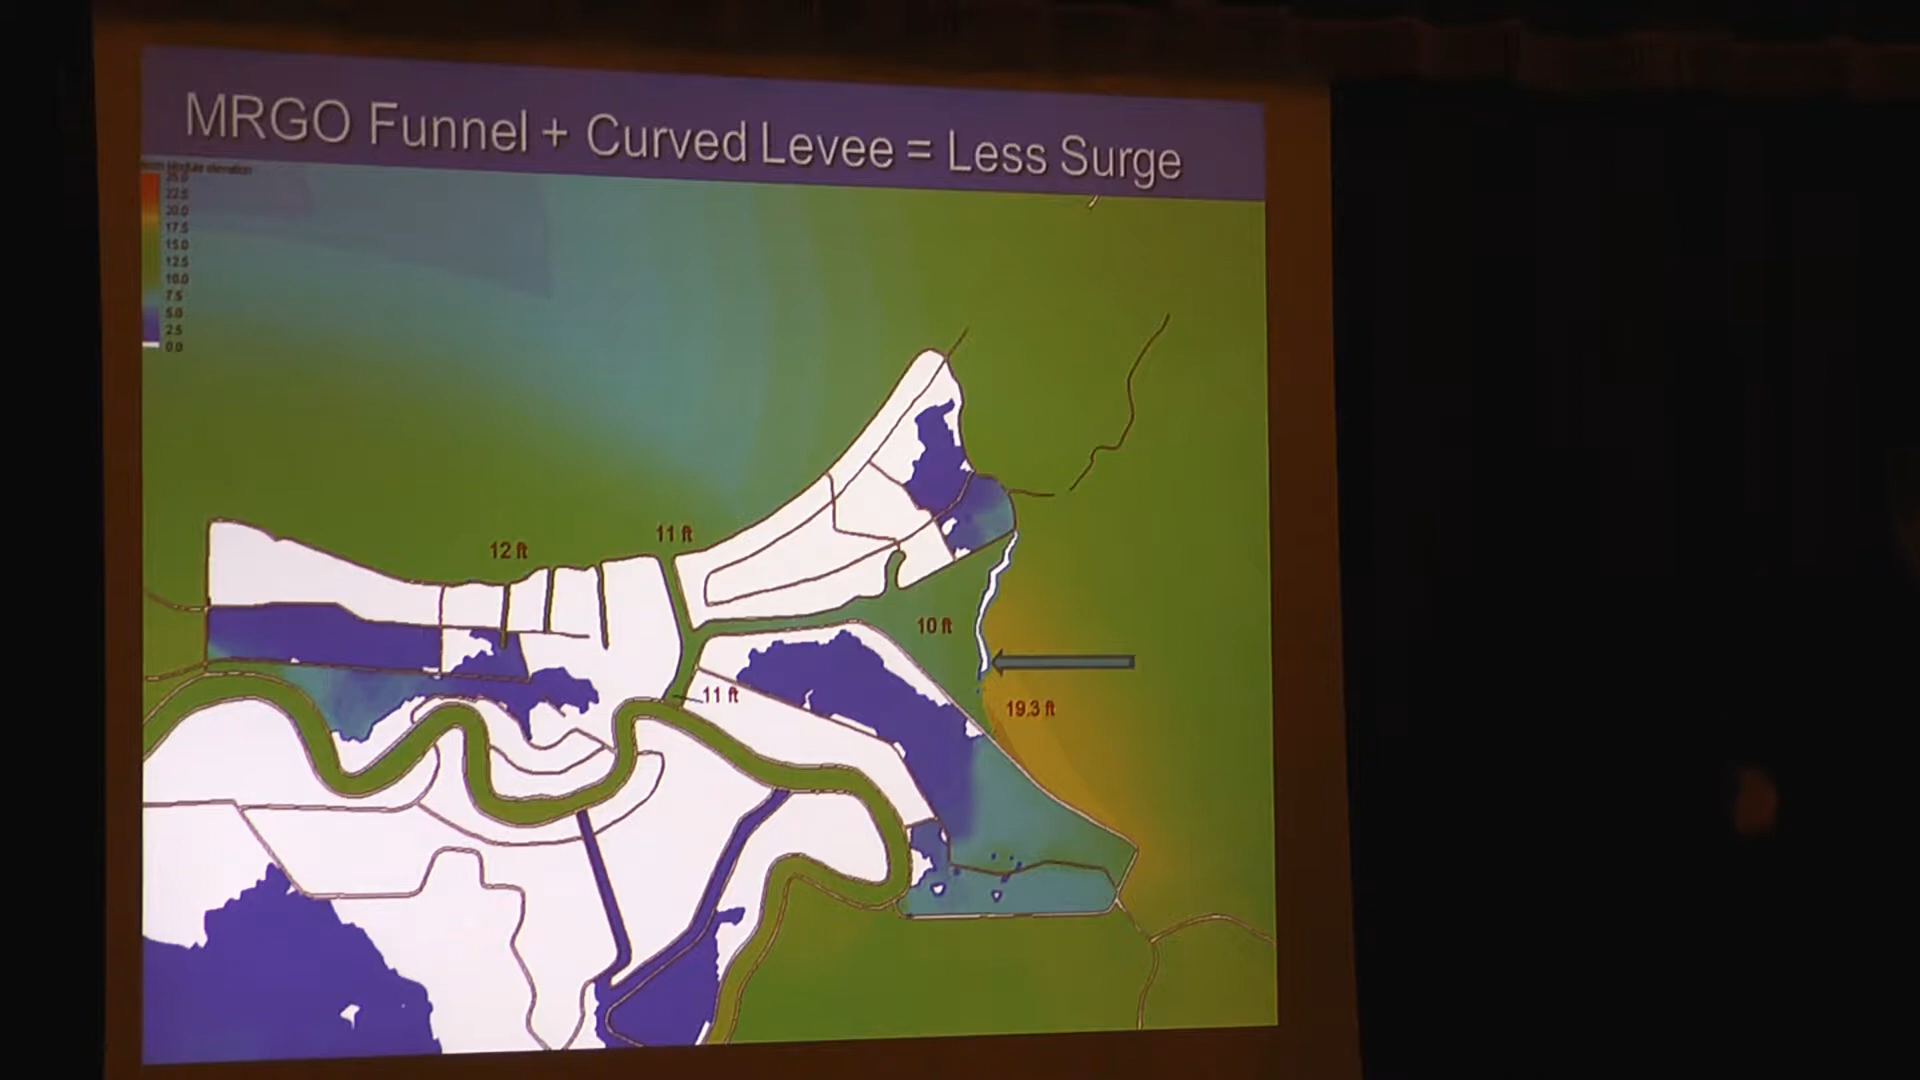 MRGO Funnel + Curved Levee = Less Surge
elevation
25.0
22.5
20.0
17.5
15.0
12.5
10.0
7.5
5.0
2.5
0.0
12 ft
11 ft
10 ft
11 ft
19.3 ft